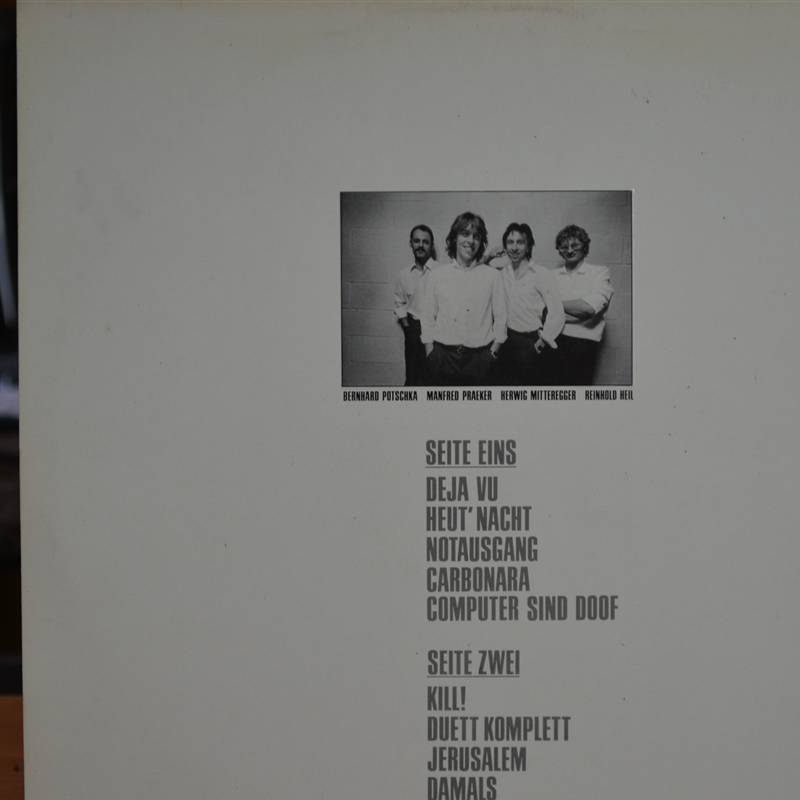 BERNHARD POTSCHKA MANFRED PRAEKER HERWIG MITTEREGGER REINHOLD HEIL
SEITE EINS
DEJA VU
HEUT' NACHT
NOTAUSGANG
CARBONARA
COMPUTER SIND DOOF
SEITE ZWEI
KILL!
DUETT KOMPLETT
JERUSALEM
DAMALS